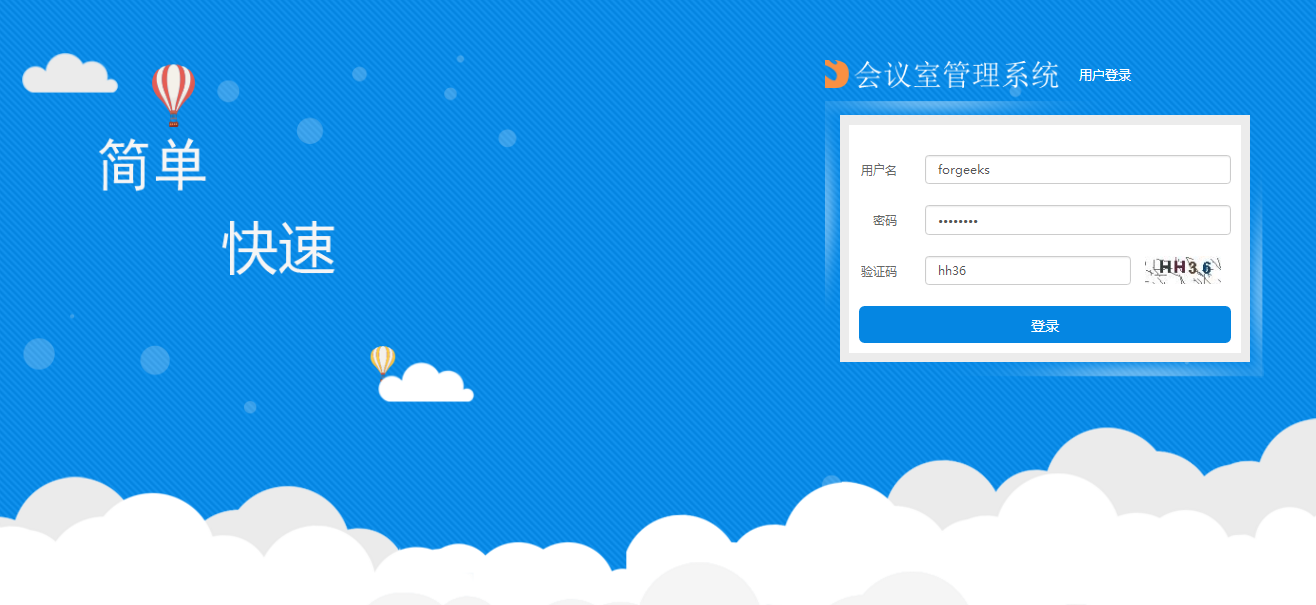 简单
快速
会议室管理系统 用户登录
用户名 forgeeks
密码 ••••••••
验证码 hh36 HH36
登录